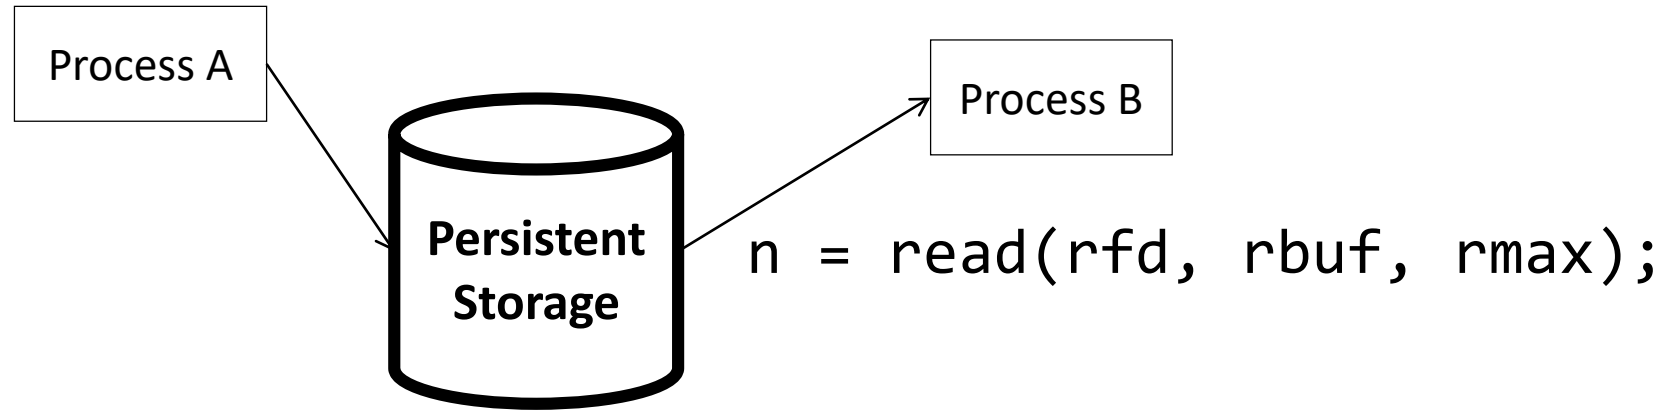 Process A
Process B
Persistent
Storage
n = read(rfd, rbuf, rmax);